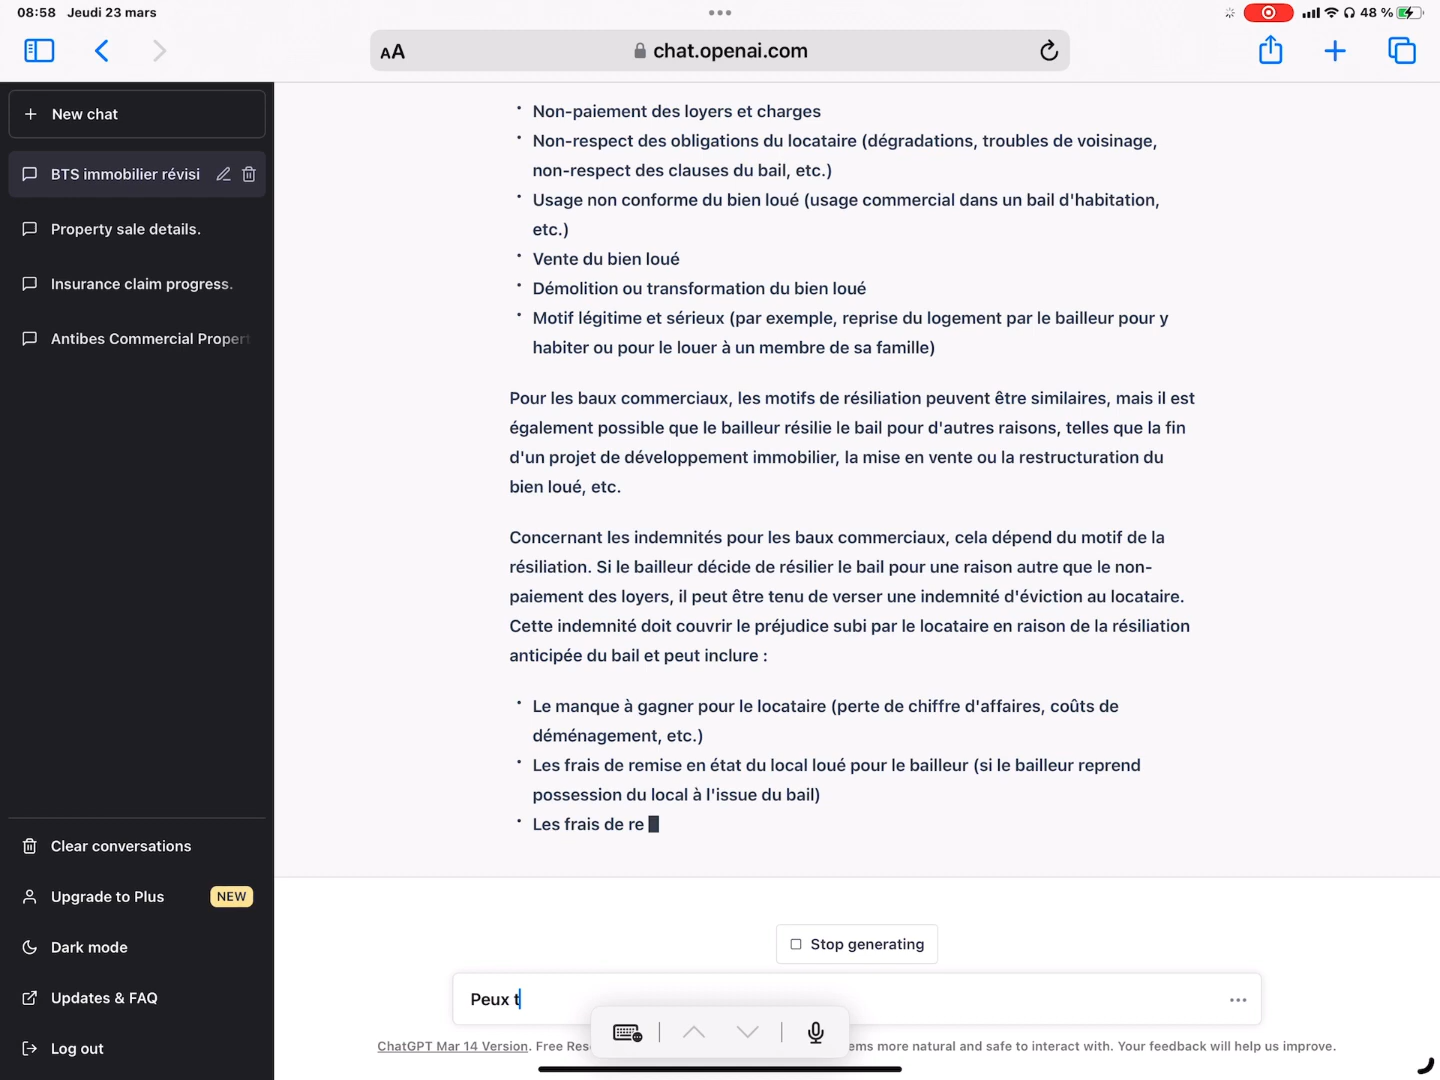 08:58 Jeudi 23 mars
48 %
AA
chat.openai.com
New chat
BTS immobilier révisi
Property sale details.
Insurance claim progress.
Antibes Commercial Proper
Clear conversations
Upgrade to Plus NEW
Dark mode
Updates & FAQ
Log out
• Non-paiement des loyers et charges
• Non-respect des obligations du locataire (dégradations, troubles de voisinage,
non-respect des clauses du bail, etc.)
• Usage non conforme du bien loué (usage commercial dans un bail d'habitation,
etc.)
• Vente du bien loué
• Démolition ou transformation du bien loué
• Motif légitime et sérieux (par exemple, reprise du logement par le bailleur pour y
habiter ou pour le louer à un membre de sa famille)
Pour les baux commerciaux, les motifs de résiliation peuvent être similaires, mais il est
également possible que le bailleur résilie le bail pour d'autres raisons, telles que la fin
d'un projet de développement immobilier, la mise en vente ou la restructuration du
bien loué, etc.
Concernant les indemnités pour les baux commerciaux, cela dépend du motif de la
résiliation. Si le bailleur décide de résilier le bail pour une raison autre que le non-
paiement des loyers, il peut être tenu de verser une indemnité d'éviction au locataire.
Cette indemnité doit couvrir le préjudice subi par le locataire en raison de la résiliation
anticipée du bail et peut inclure :
• Le manque à gagner pour le locataire (perte de chiffre d'affaires, coûts de
déménagement, etc.)
• Les frais de remise en état du local loué pour le bailleur (si le bailleur reprend
possession du local à l'issue du bail)
• Les frais de re
Stop generating
Peux t
ChatGPT Mar 14 Version. Free Res ems more natural and safe to interact with. Your feedback will help us improve.